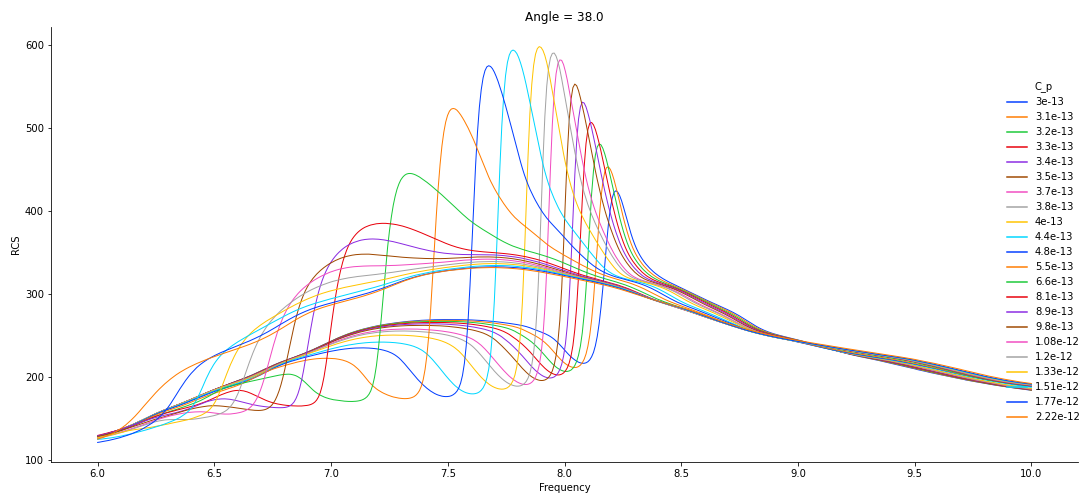 Angle = 38.0
600
500
400
300
200
100
RCS
6.0 6.5 7.0 7.5 8.0 8.5 9.0 9.5 10.0
Frequency
C_p
3e-13
3.1e-13
3.2e-13
3.3e-13
3.4e-13
3.5e-13
3.7e-13
3.8e-13
4e-13
4.4e-13
4.8e-13
5.5e-13
6.6e-13
8.1e-13
8.9e-13
9.8e-13
1.08e-12
1.2e-12
1.33e-12
1.51e-12
1.77e-12
2.22e-12